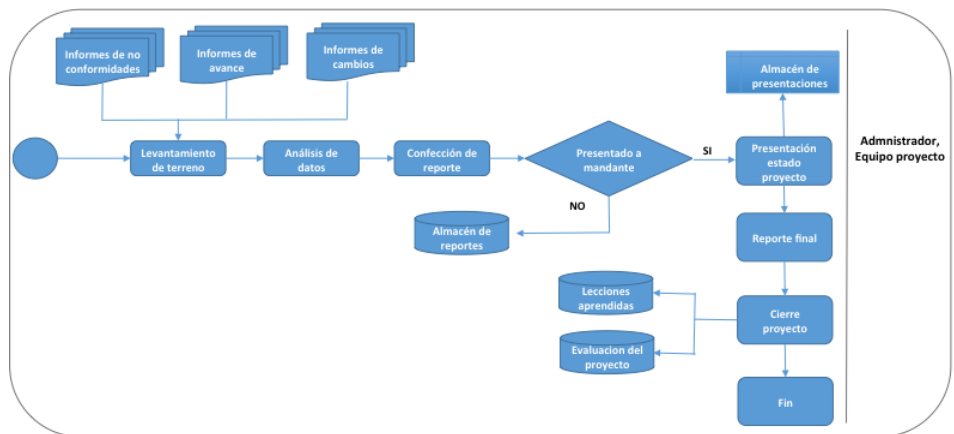 Informes de no
conformidades
Informes de
avance
Informes de
cambios
Almacén de
presentaciones
Levantamiento
de terreno
Análisis de
datos
Confección de
reporte
Presentado a
mandante
SI
Presentación
estado
proyecto
Admnistrador,
Equipo proyecto
NO
Almacén de
reportes
Reporte final
Lecciones
aprendidas
Cierre
proyecto
Evaluacion del
proyecto
Fin